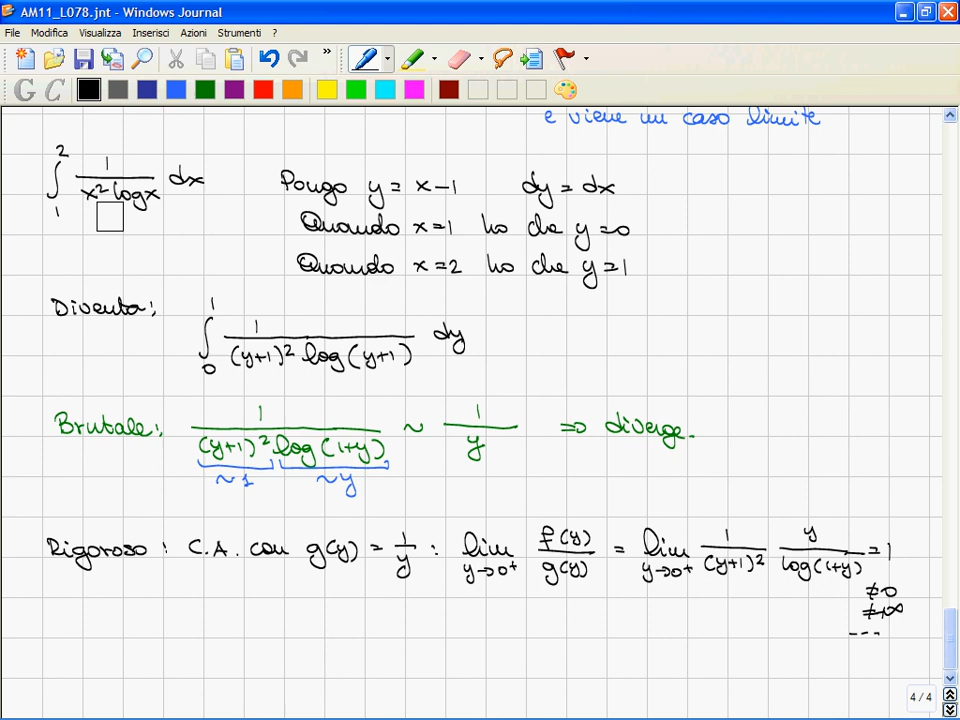 AM11_L078.jnt - Windows Journal
File Modifica Visualizza Inserisci Azioni Strumenti ?
»
G C
e viene un caso limite
∫₁² 1/(x² log x) dx Pongo y = x-1 dy = dx
Quando x=1 ho che y=0
Quando x=2 ho che y=1
Diventa:
∫₀¹ 1/((y+1)² log(y+1)) dy
Brutale: 1/((y+1)² log(1+y)) ~ 1/y ⇒ diverge.
~1 ~y
Rigoroso: C.A. con g(y) = 1/y : lim y→0⁺ f(y)/g(y) = lim y→0⁺ 1/(y+1)² y/log(1+y) = 1
≠0
≠+∞
----
4 / 4